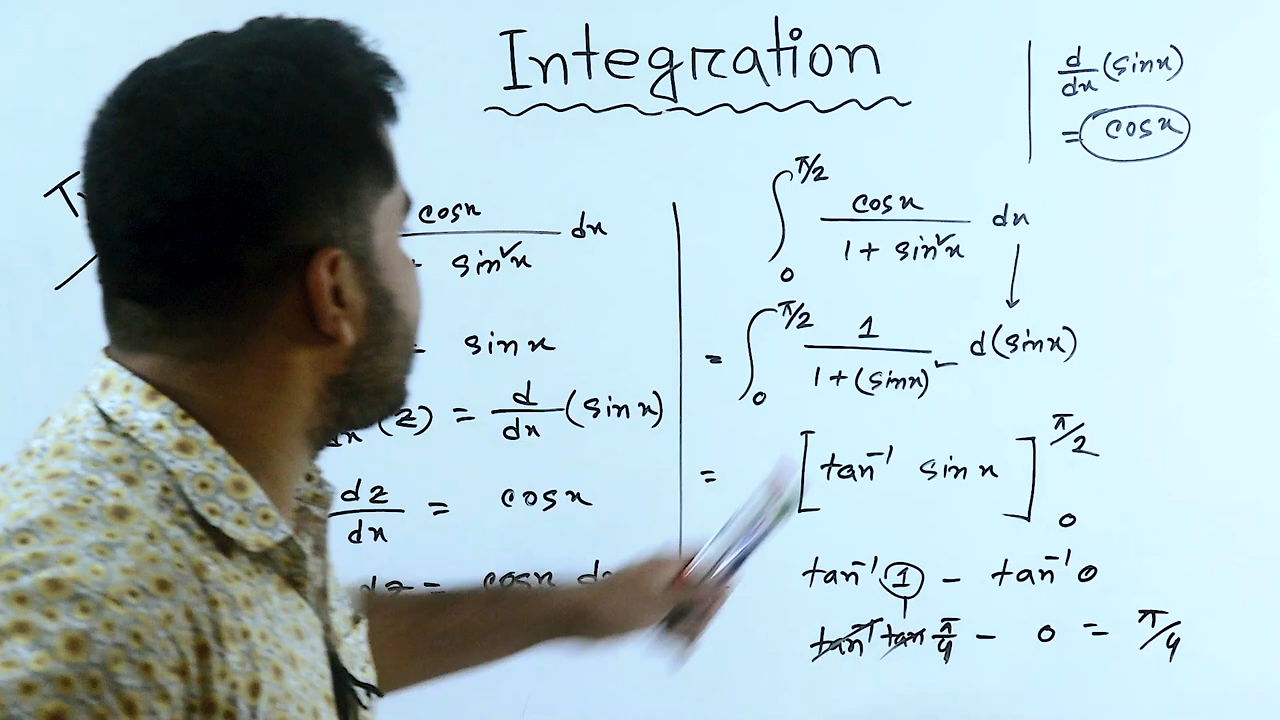 Integration
d/dx (sinx)
= cosx
cosx dx
sin²x
sinx
(z) = d/dx (sinx)
dz/dx = cosx
dz = cosx
∫₀^π/2 cosx / 1 + sin²x dx
= ∫₀^π/2 1 / 1 + (sinx)² d(sinx)
= [tan⁻¹ sinx]₀^π/2
tan⁻¹ 1 − tan⁻¹ 0
tan⁻¹ tan π/4 − 0 = π/4